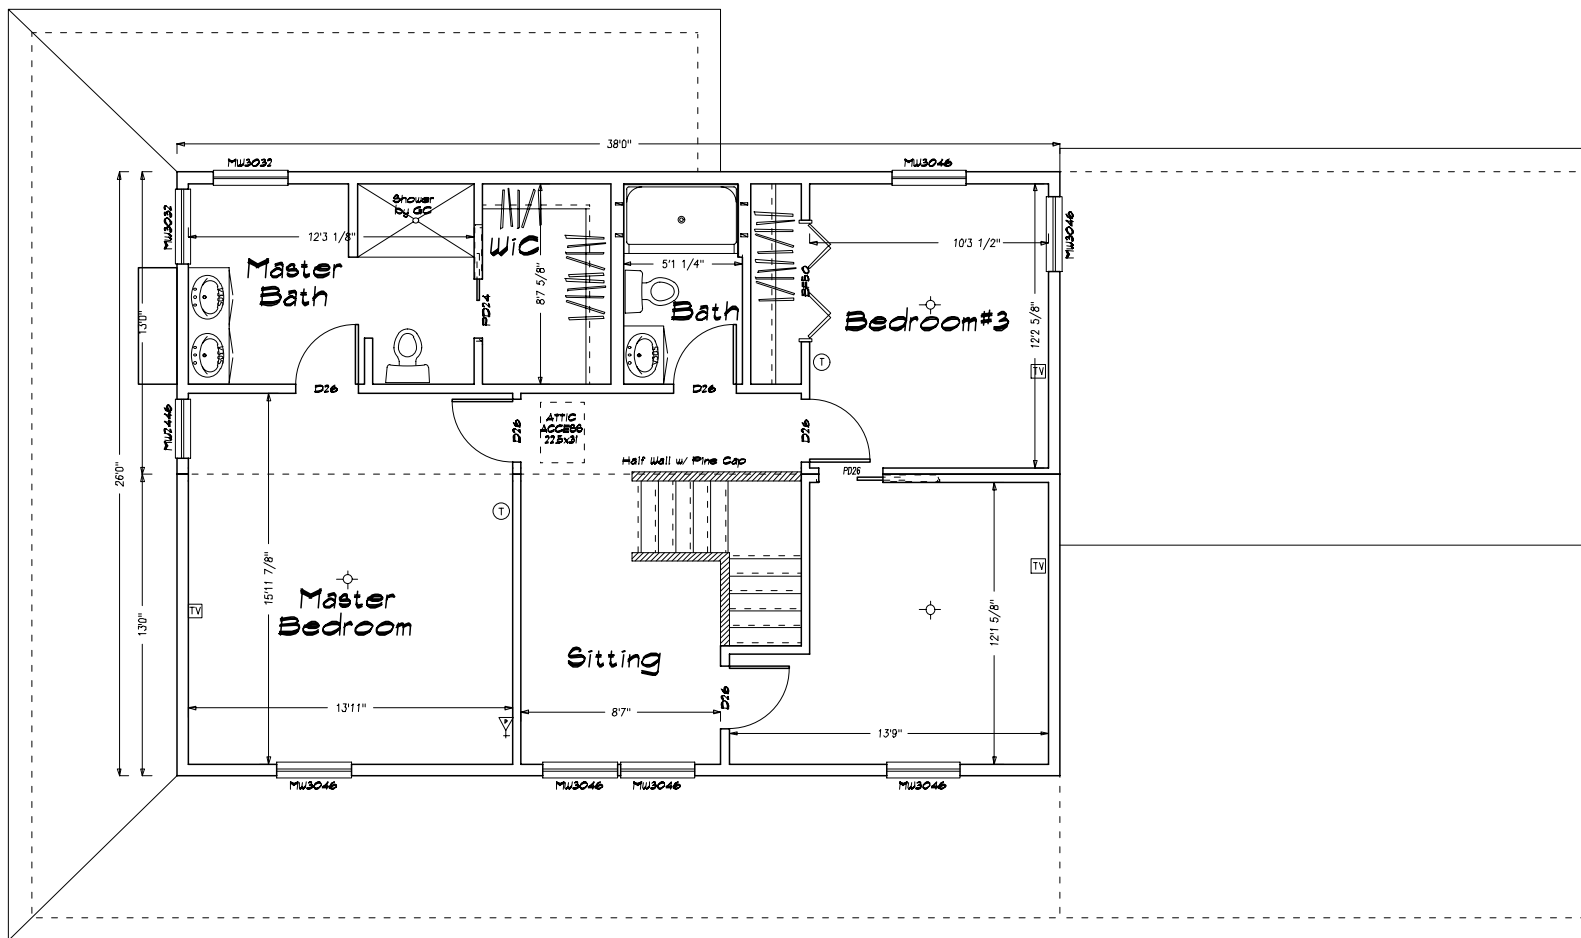 38'0"
MW3032
MW3046
MW3032
Shower
by GC
12'3 1/8"
WiC
10'3 1/2"
MW3046
Master
Bath
5'1 1/4"
8'7 5/8"
PD24
BF50
Bath
Bedroom#3
13'0"
12'2 5/8"
T
TV
D26
D26
MW2446
D26
ATTIC
ACCESS
22.5x31
D26
Half Wall w/ Pine Cap
PD26
26'0"
T
TV
15'11 7/8"
Master
Bedroom
TV
13'0"
12'1 5/8"
Sitting
D26
13'11"
8'7"
P
13'9"
MW3046
MW3046
MW3046
MW3046